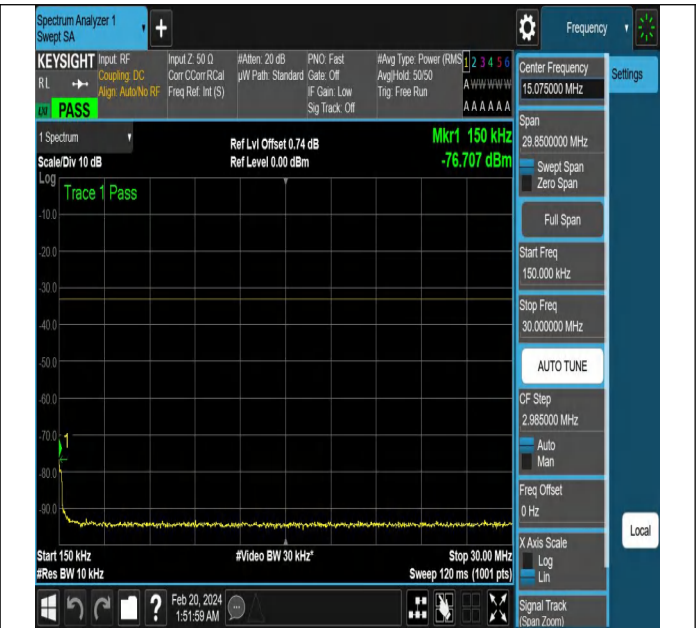 Spectrum Analyzer 1
Swept SA
+
Frequency
KEYSIGHT
RL
PASS
Input: RF
Coupling: DC
Align: Auto/No RF
Input Z: 50 Ω
Corr CCorr RCal
Freq Ref: Int (S)
#Atten: 20 dB
µW Path: Standard
PNO: Fast
Gate: Off
IF Gain: Low
Sig Track: Off
#Avg Type: Power (RMS
Avg|Hold: 50/50
Trig: Free Run
1 2 3 4 5 6
A W W W W W
A A A A A A
1 Spectrum
Scale/Div 10 dB
Ref Lvl Offset 0.74 dB
Ref Level 0.00 dBm
Mkr1 150 kHz
-76.707 dBm
Log
Trace 1 Pass
-10.0
-20.0
-30.0
-40.0
-50.0
-60.0
-70.0
1
-80.0
-90.0
Start 150 kHz
#Res BW 10 kHz
#Video BW 30 kHz*
Stop 30.00 MHz
Sweep 120 ms (1001 pts)
?
Feb 20, 2024
1:51:59 AM
Center Frequency
15.075000 MHz
Settings
Span
29.8500000 MHz
Swept Span
Zero Span
Full Span
Start Freq
150.000 kHz
Stop Freq
30.000000 MHz
AUTO TUNE
CF Step
2.985000 MHz
Auto
Man
Freq Offset
0 Hz
X Axis Scale
Log
Lin
Local
Signal Track
(Span Zoom)